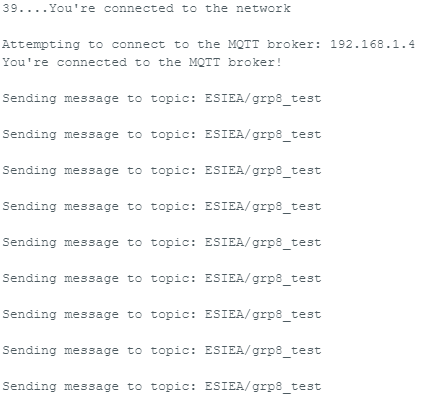 39....You're connected to the network
Attempting to connect to the MQTT broker: 192.168.1.4
You're connected to the MQTT broker!
Sending message to topic: ESIEA/grp8_test
Sending message to topic: ESIEA/grp8_test
Sending message to topic: ESIEA/grp8_test
Sending message to topic: ESIEA/grp8_test
Sending message to topic: ESIEA/grp8_test
Sending message to topic: ESIEA/grp8_test
Sending message to topic: ESIEA/grp8_test
Sending message to topic: ESIEA/grp8_test
Sending message to topic: ESIEA/grp8_test